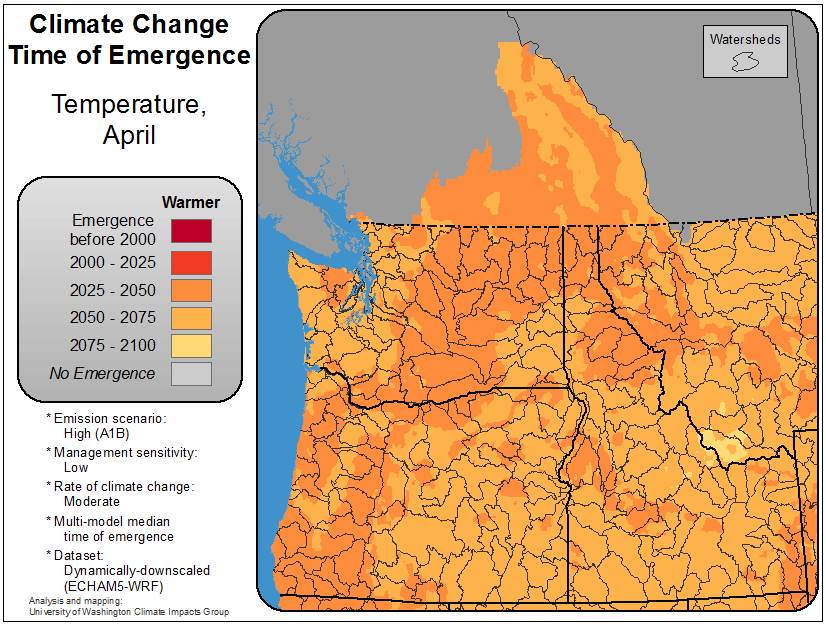 Climate Change
Time of Emergence
Temperature,
April
Warmer
Emergence
before 2000
2000 - 2025
2025 - 2050
2050 - 2075
2075 - 2100
No Emergence
* Emission scenario:
High (A1B)
* Management sensitivity:
Low
* Rate of climate change:
Moderate
* Multi-model median
time of emergence
* Dataset:
Dynamically-downscaled
(ECHAM5-WRF)
Analysis and mapping:
University of Washington Climate Impacts Group
Watersheds